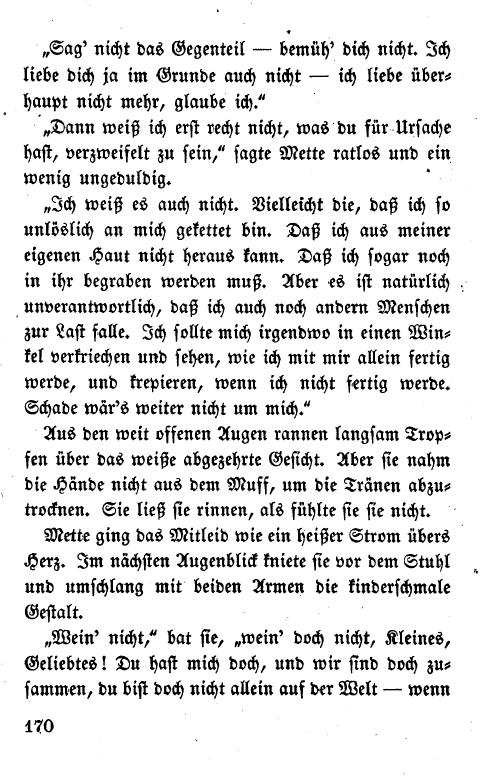 „Sag' nicht das Gegenteil — bemüh' dich nicht. Ich
liebe dich ja im Grunde auch nicht — ich liebe über-
haupt nicht mehr, glaube ich.“
„Dann weiß ich erst recht nicht, was du für Ursache
hast, verzweifelt zu sein,“ sagte Mette ratlos und ein
wenig ungeduldig.
„Ich weiß es auch nicht. Vielleicht die, daß ich so
unlöslich an mich gekettet bin. Daß ich aus meiner
eigenen Haut nicht heraus kann. Daß ich sogar noch
in ihr begraben werden muß. Aber es ist natürlich
unverantwortlich, daß ich auch noch andern Menschen
zur Last falle. Ich sollte mich irgendwo in einen Win-
kel verkriechen und sehen, wie ich mit mir allein fertig
werde, und krepieren, wenn ich nicht fertig werde.
Schade wär's weiter nicht um mich.“
Aus den weit offenen Augen rannen langsam Trop-
fen über das weiße abgezehrte Gesicht. Aber sie nahm
die Hände nicht aus dem Muff, um die Tränen abzu-
trocknen. Sie ließ sie rinnen, als fühlte sie sie nicht.
Mette ging das Mitleid wie ein heißer Strom übers
Herz. Im nächsten Augenblick kniete sie vor dem Stuhl
und umschlang mit beiden Armen die kinderschmale
Gestalt.
„Wein' nicht,“ bat sie, „wein' doch nicht, Kleines,
Geliebtes! Du hast mich doch, und wir sind doch zu-
sammen, du bist doch nicht allein auf der Welt — wenn
170